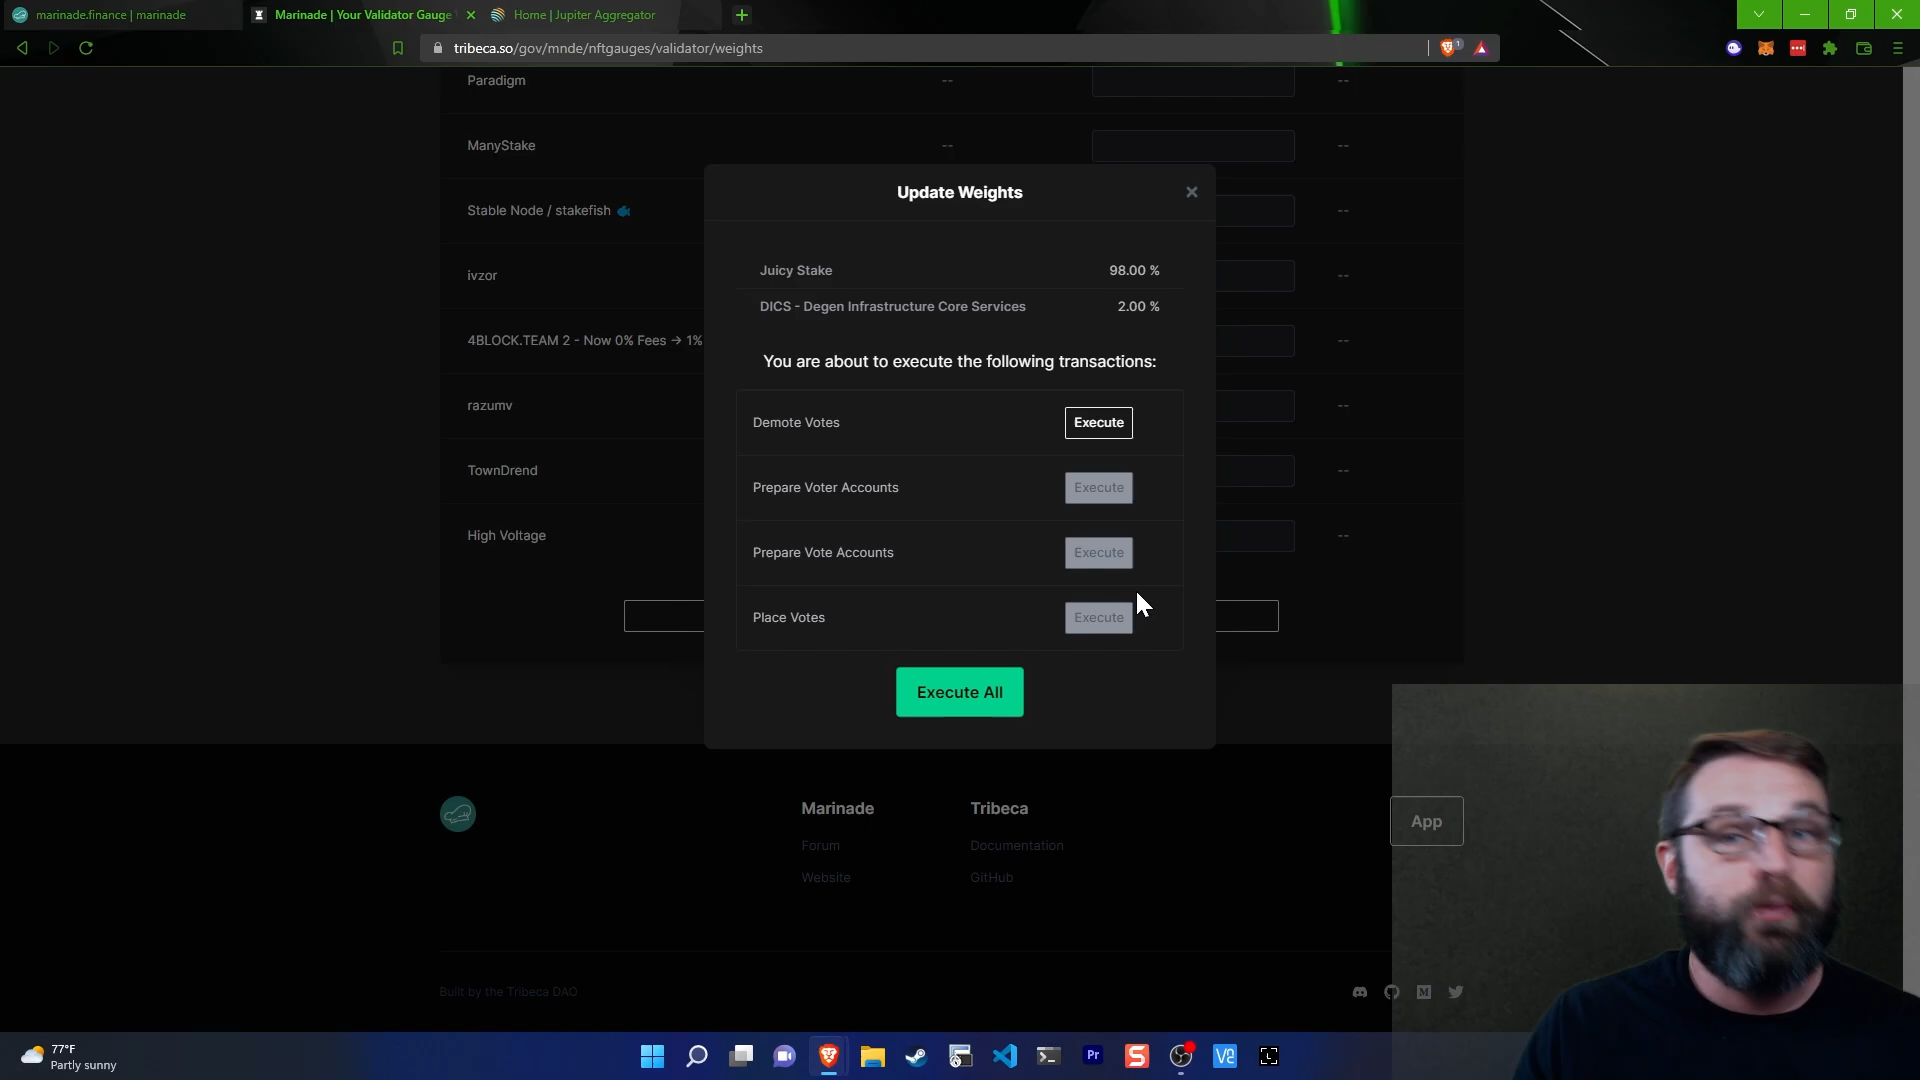 marinade.finance | marinade
Marinade | Your Validator Gauge
Home | Jupiter Aggregator
tribeca.so/gov/mnde/nftgauges/validator/weights
1
Paradigm -- --
ManyStake -- --
Stable Node / stakefish --
ivzor --
4BLOCK.TEAM 2 - Now 0% Fees → 1% --
razumv --
TownDrend --
High Voltage --
Update Weights
Juicy Stake 98.00 %
DICS - Degen Infrastructure Core Services 2.00 %
You are about to execute the following transactions:
Demote Votes Execute
Prepare Voter Accounts Execute
Prepare Vote Accounts Execute
Place Votes Execute
Execute All
Marinade
Forum
Website
Tribeca
Documentation
GitHub
App
Built by the Tribeca DAO
77°F
Partly sunny
Pr